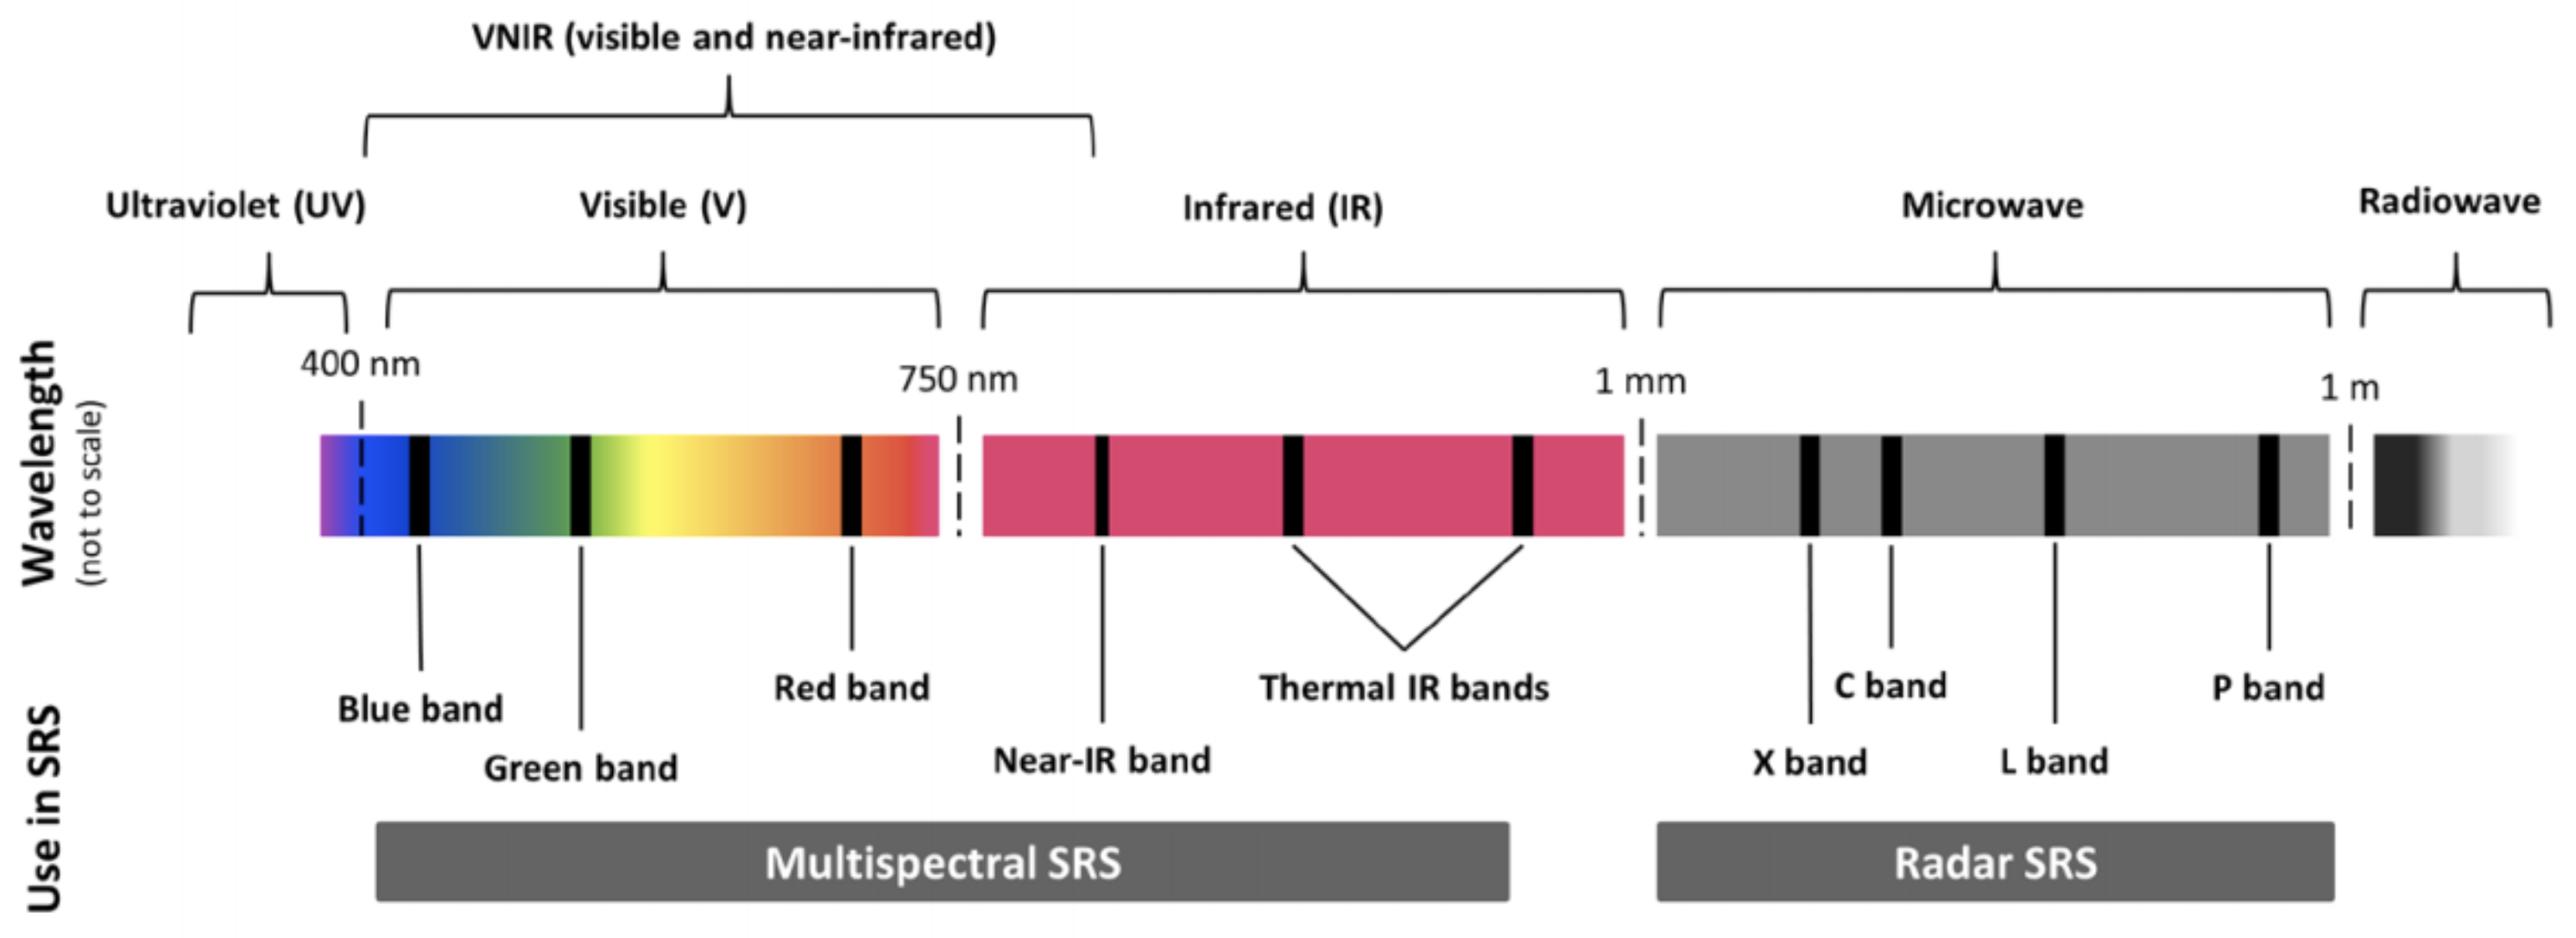 VNIR (visible and near-infrared)
Ultraviolet (UV)
Visible (V)
Infrared (IR)
Microwave
Radiowave
Wavelength
(not to scale)
400 nm
750 nm
1 mm
1 m
Use in SRS
Blue band
Green band
Red band
Near-IR band
Thermal IR bands
X band
C band
L band
P band
Multispectral SRS
Radar SRS